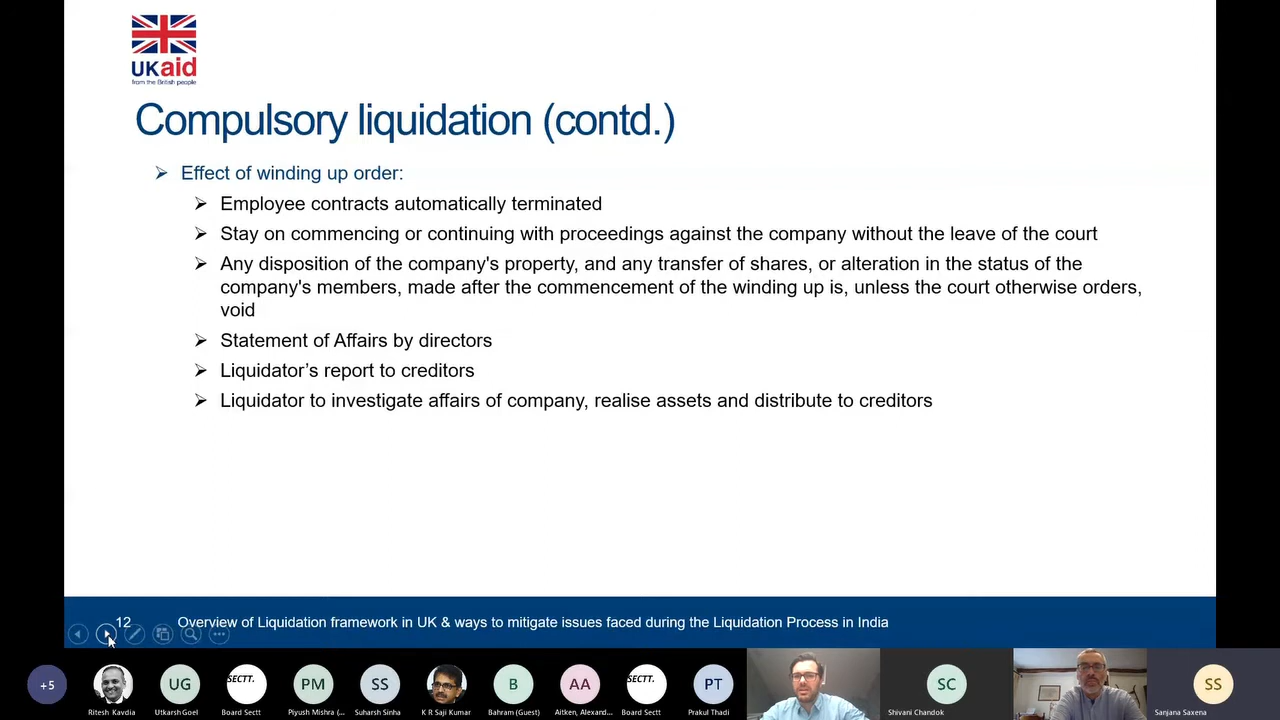 UKaid
from the British people
Compulsory liquidation (contd.)
Effect of winding up order:
Employee contracts automatically terminated
Stay on commencing or continuing with proceedings against the company without the leave of the court
Any disposition of the company's property, and any transfer of shares, or alteration in the status of the
company's members, made after the commencement of the winding up is, unless the court otherwise orders,
void
Statement of Affairs by directors
Liquidator’s report to creditors
Liquidator to investigate affairs of company, realise assets and distribute to creditors
12
Overview of Liquidation framework in UK & ways to mitigate issues faced during the Liquidation Process in India
+5
UG
SECTT.
PM
SS
B
AA
SECTT.
PT
SC
SS
Ritesh Kavdia
Utkarsh Goel
Board Sectt
Piyush Mishra (...
Suharsh Sinha
K R Saji Kumar
Bahram (Guest)
Aitken, Alexand...
Board Sectt
Prakul Thadi
Shivani Chandok
Sanjana Saxena